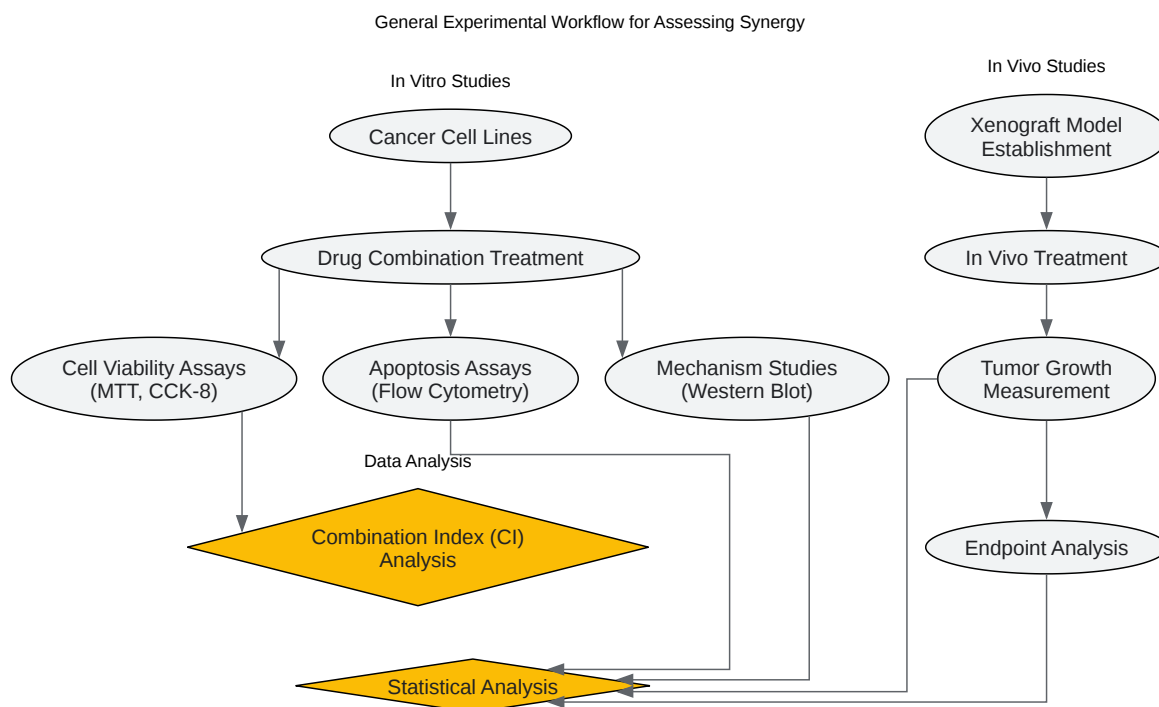 General Experimental Workflow for Assessing Synergy
In Vitro Studies
In Vivo Studies
Cancer Cell Lines
Xenograft Model
Establishment
Drug Combination Treatment
In Vivo Treatment
Cell Viability Assays
(MTT, CCK-8)
Apoptosis Assays
(Flow Cytometry)
Mechanism Studies
(Western Blot)
Tumor Growth
Measurement
Data Analysis
Combination Index (CI)
Analysis
Endpoint Analysis
Statistical Analysis